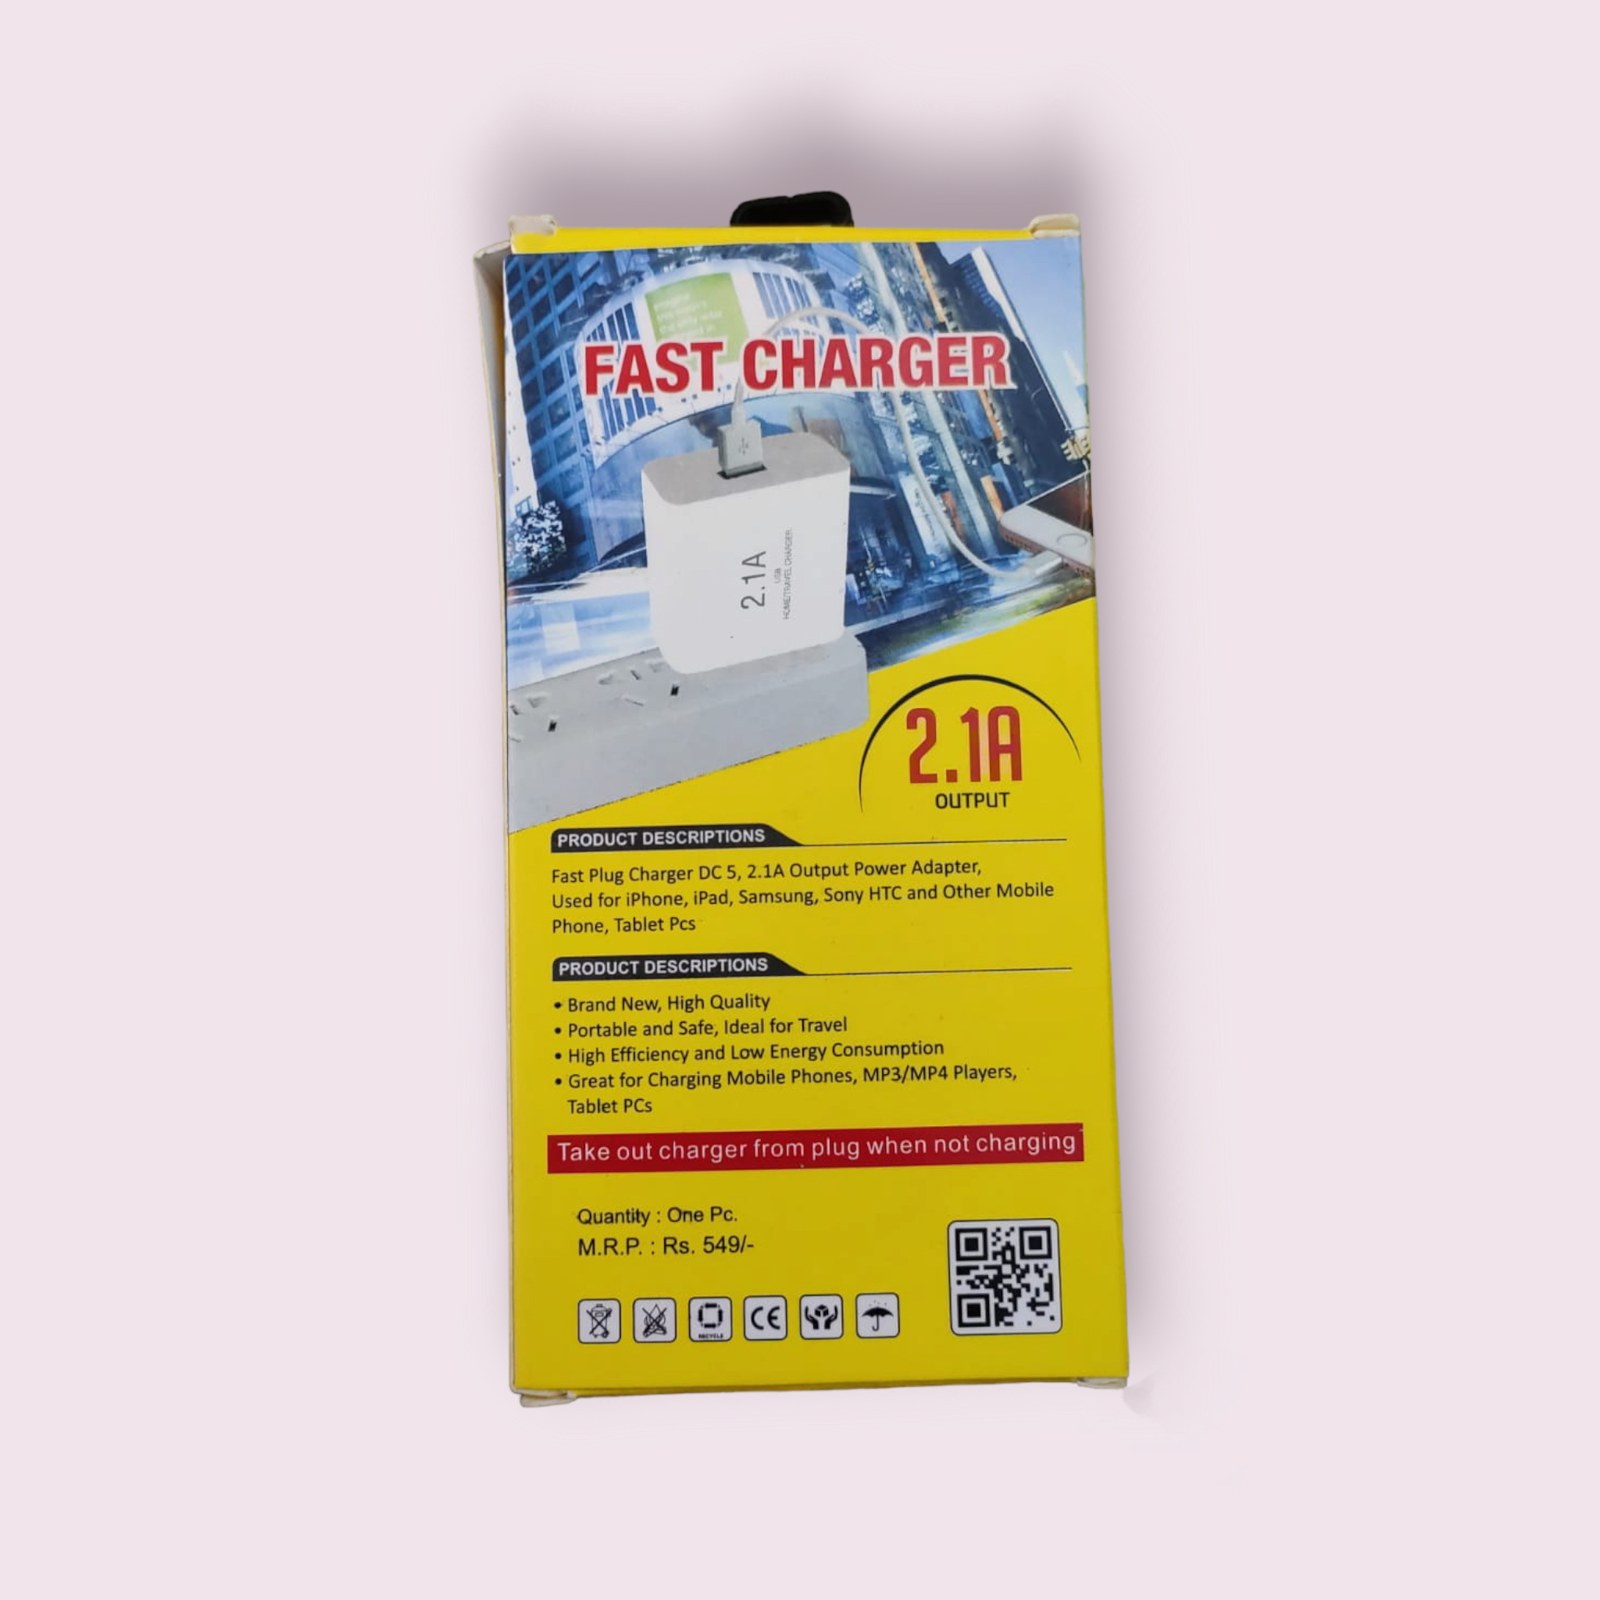 FAST CHARGER
2.1A
USB
HOME/TRAVEL CHARGER
2.1A
OUTPUT
PRODUCT DESCRIPTIONS
Fast Plug Charger DC 5, 2.1A Output Power Adapter,
Used for iPhone, iPad, Samsung, Sony HTC and Other Mobile
Phone, Tablet Pcs
PRODUCT DESCRIPTIONS
• Brand New, High Quality
• Portable and Safe, Ideal for Travel
• High Efficiency and Low Energy Consumption
• Great for Charging Mobile Phones, MP3/MP4 Players,
Tablet PCs
Take out charger from plug when not charging
Quantity : One Pc.
M.R.P. : Rs. 549/-
RECYCLE
CE